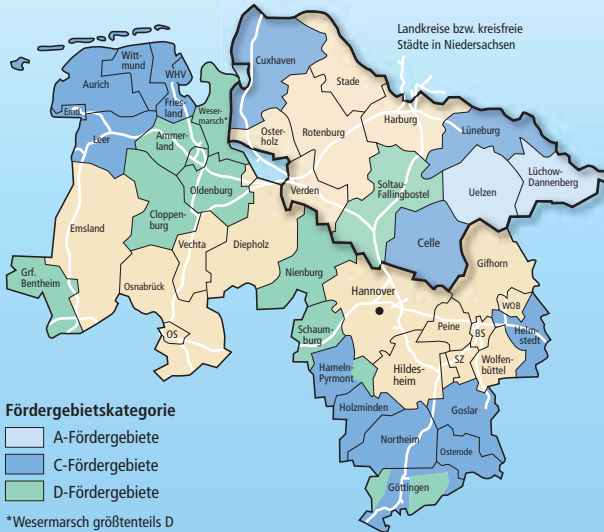 Landkreise bzw. kreisfreie
Städte in Niedersachsen
Cuxhaven
Witt-
mund
WHV
Aurich
Stade
Fries-
land
Weser-
marsch*
Emd.
Harburg
Lüneburg
Leer
Ammer-
land
Oster-
holz
Rotenburg
Lüchow-
Dannenberg
Oldenburg
Verden
Soltau-
Fallingbostel
Uelzen
Cloppen-
burg
Emsland
Vechta
Diepholz
Celle
Gifhorn
Grf.
Bentheim
Osnabrück
Nienburg
Hannover
WOB
OS
Schaum-
burg
Peine
BS
Helm-
stedt
Hameln-
Pyrmont
Hildes-
heim
SZ
Wolfen-
büttel
Holzminden
Goslar
Northeim
Osterode
Göttingen
Fördergebietskategorie
A-Fördergebiete
C-Fördergebiete
D-Fördergebiete
*Wesermarsch größtenteils D